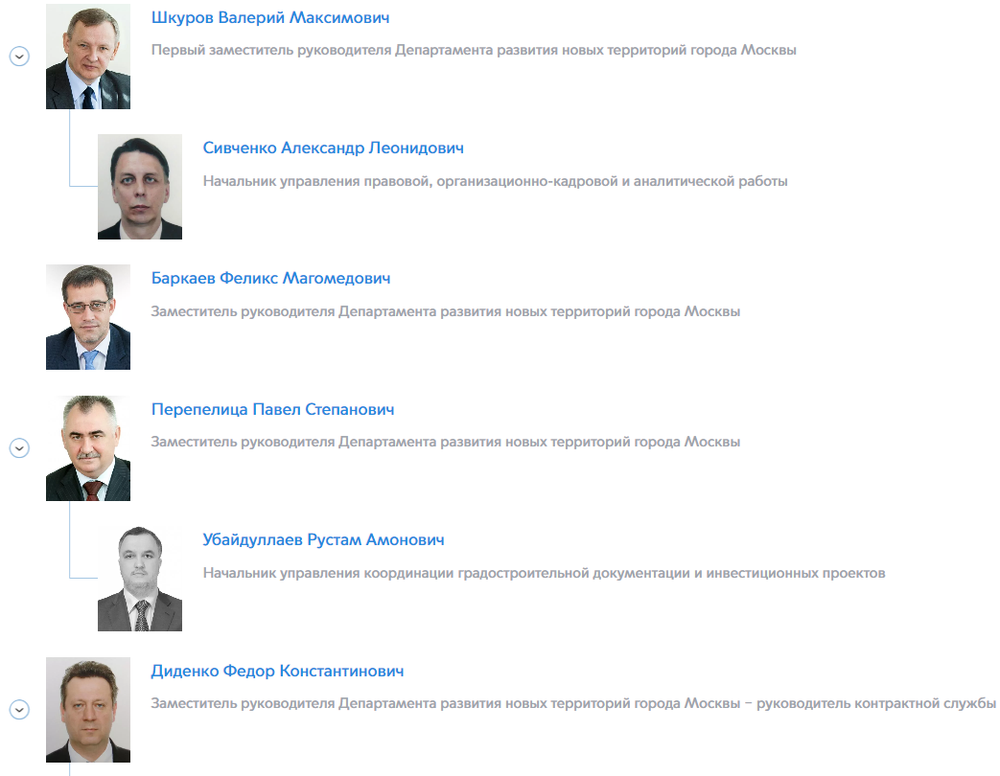 Шкуров Валерий Максимович
Первый заместитель руководителя Департамента развития новых территорий города Москвы
Сивченко Александр Леонидович
Начальник управления правовой, организационно-кадровой и аналитической работы
Баркаев Феликс Магомедович
Заместитель руководителя Департамента развития новых территорий города Москвы
Перепелица Павел Степанович
Заместитель руководителя Департамента развития новых территорий города Москвы
Убайдуллаев Рустам Амонович
Начальник управления координации градостроительной документации и инвестиционных проектов
Диденко Федор Константинович
Заместитель руководителя Департамента развития новых территорий города Москвы – руководитель контрактной службы